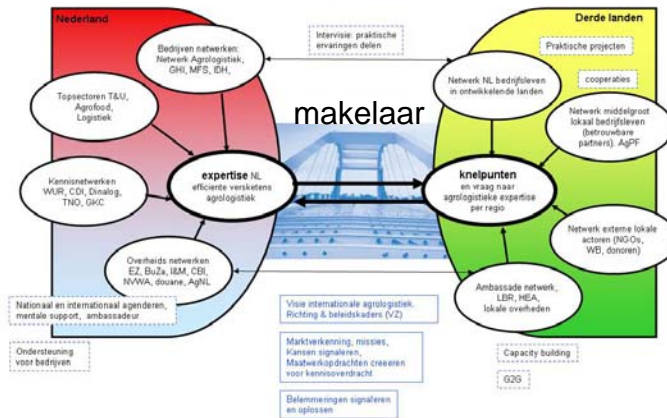 Nederland
Derde landen
Bedrijven netwerken:
Netwerk Agrologistiek,
GHI, MFS, IDH,
Intervisie: praktische
ervaringen delen
Praktische projecten
Netwerk NL bedrijfsleven
in ontwikkelende landen
cooperaties
Topsectoren T&U,
Agrofood,
Logistiek
makelaar
Netwerk middelgroot
lokaal bedrijfsleven
(betrouwbare
partners). AgPF
expertise NL
efficiente versketens
agrologistiek
knelpunten
en vraag naar
agrologistieke expertise
per regio
Kennisnetwerken
WUR, CDI, Dinalog,
TNO, GKC
Netwerk externe lokale
actoren (NGOs,
WB, donoren)
Overheids netwerken
EZ, BuZa, I&M, CBI,
NVWA, douane, AgNL
Ambassade netwerk,
LBR, HEA,
lokale overheden
Nationaal en internationaal agenderen,
mentale support, ambassadeur
Visie internationale agrologistiek.
Richting & beleidskaders (VZ)
Ondersteuning
voor bedrijven
Marktverkenning, missies,
Kansen signaleren,
Maatwerkopdrachten creeeren
voor kennisoverdracht
Capacity building
G2G
Belemmeringen signaleren
en oplossen